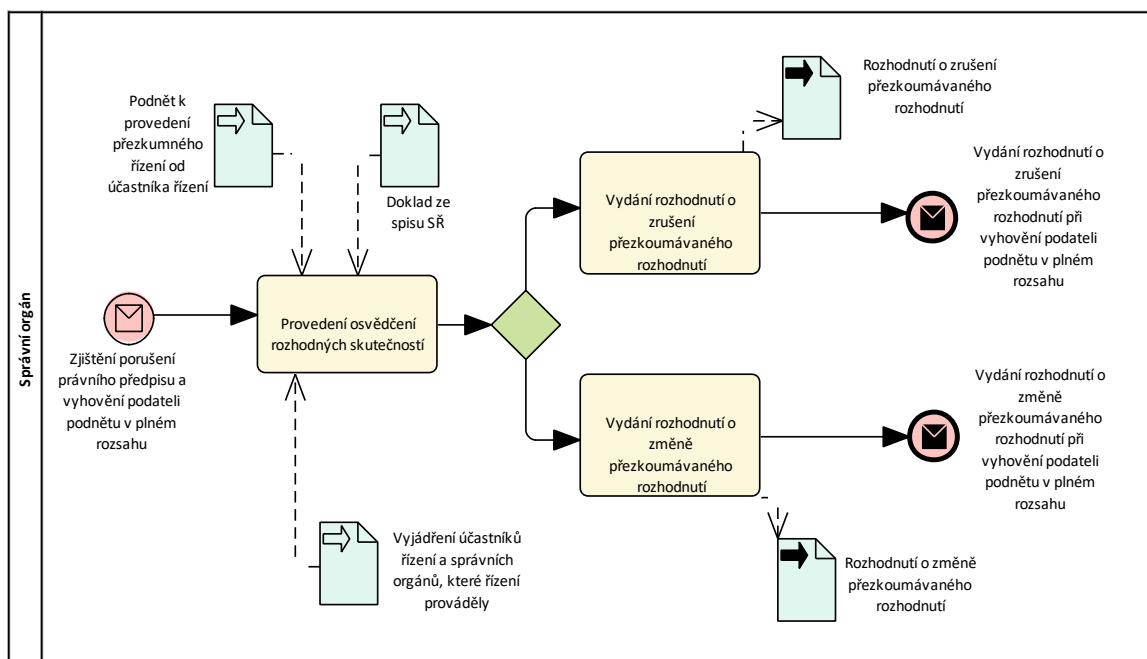 Správní orgán
Podnět k
provedení
přezkumného
řízení od
účastníka řízení
Doklad ze
spisu SŘ
Zjištění porušení
právního předpisu a
vyhovění podateli
podnětu v plném
rozsahu
Provedení osvědčení
rozhodných skutečností
Vyjádření účastníků
řízení a správních
orgánů, které řízení
prováděly
Vydání rozhodnutí o
zrušení
přezkoumávaného
rozhodnutí
Rozhodnutí o zrušení
přezkoumávaného
rozhodnutí
Vydání rozhodnutí o
zrušení
přezkoumávaného
rozhodnutí při
vyhovění podateli
podnětu v plném
rozsahu
Vydání rozhodnutí o
změně
přezkoumávaného
rozhodnutí
Vydání rozhodnutí o
změně
přezkoumávaného
rozhodnutí při
vyhovění podateli
podnětu v plném
rozsahu
Rozhodnutí o změně
přezkoumávaného
rozhodnutí